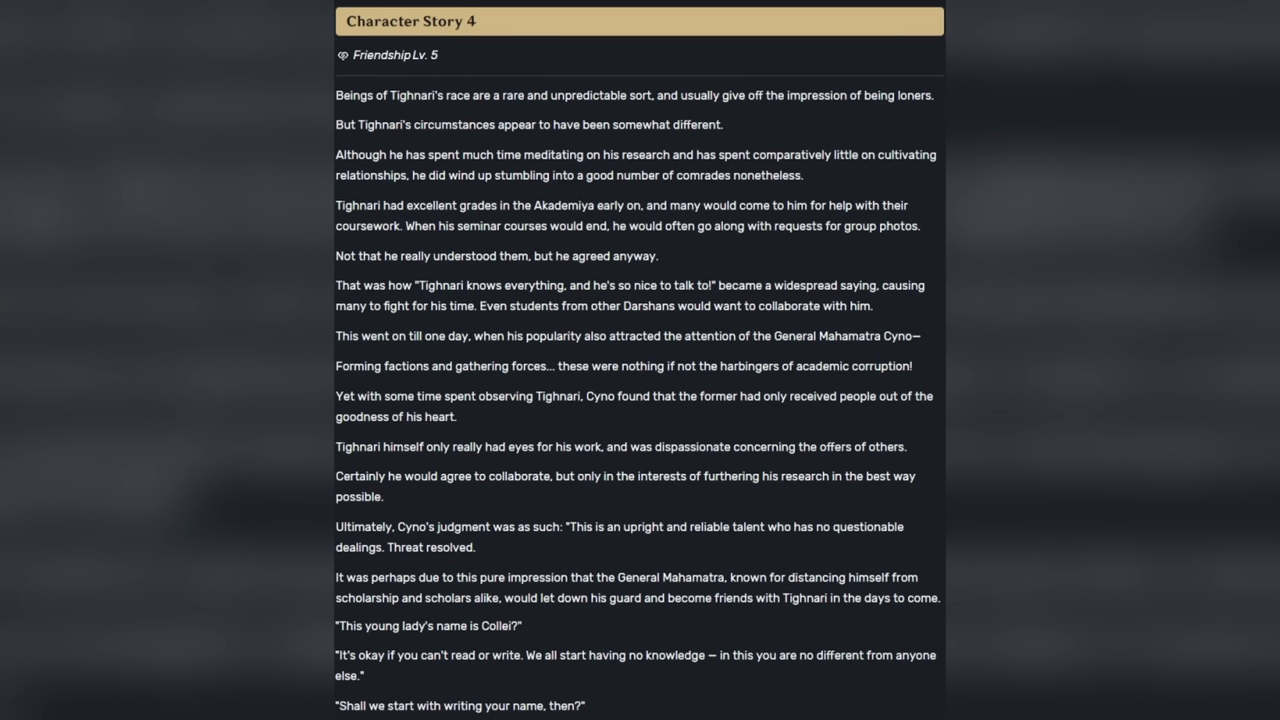 Character Story 4
Friendship Lv. 5
Beings of Tighnari's race are a rare and unpredictable sort, and usually give off the impression of being loners.
But Tighnari's circumstances appear to have been somewhat different.
Although he has spent much time meditating on his research and has spent comparatively little on cultivating
relationships, he did wind up stumbling into a good number of comrades nonetheless.
Tighnari had excellent grades in the Akademiya early on, and many would come to him for help with their
coursework. When his seminar courses would end, he would often go along with requests for group photos.
Not that he really understood them, but he agreed anyway.
That was how "Tighnari knows everything, and he's so nice to talk to!" became a widespread saying, causing
many to fight for his time. Even students from other Darshans would want to collaborate with him.
This went on till one day, when his popularity also attracted the attention of the General Mahamatra Cyno—
Forming factions and gathering forces... these were nothing if not the harbingers of academic corruption!
Yet with some time spent observing Tighnari, Cyno found that the former had only received people out of the
goodness of his heart.
Tighnari himself only really had eyes for his work, and was dispassionate concerning the offers of others.
Certainly he would agree to collaborate, but only in the interests of furthering his research in the best way
possible.
Ultimately, Cyno's judgment was as such: "This is an upright and reliable talent who has no questionable
dealings. Threat resolved.
It was perhaps due to this pure impression that the General Mahamatra, known for distancing himself from
scholarship and scholars alike, would let down his guard and become friends with Tighnari in the days to come.
"This young lady's name is Collei?"
"It's okay if you can't read or write. We all start having no knowledge — in this you are no different from anyone
else."
"Shall we start with writing your name, then?"